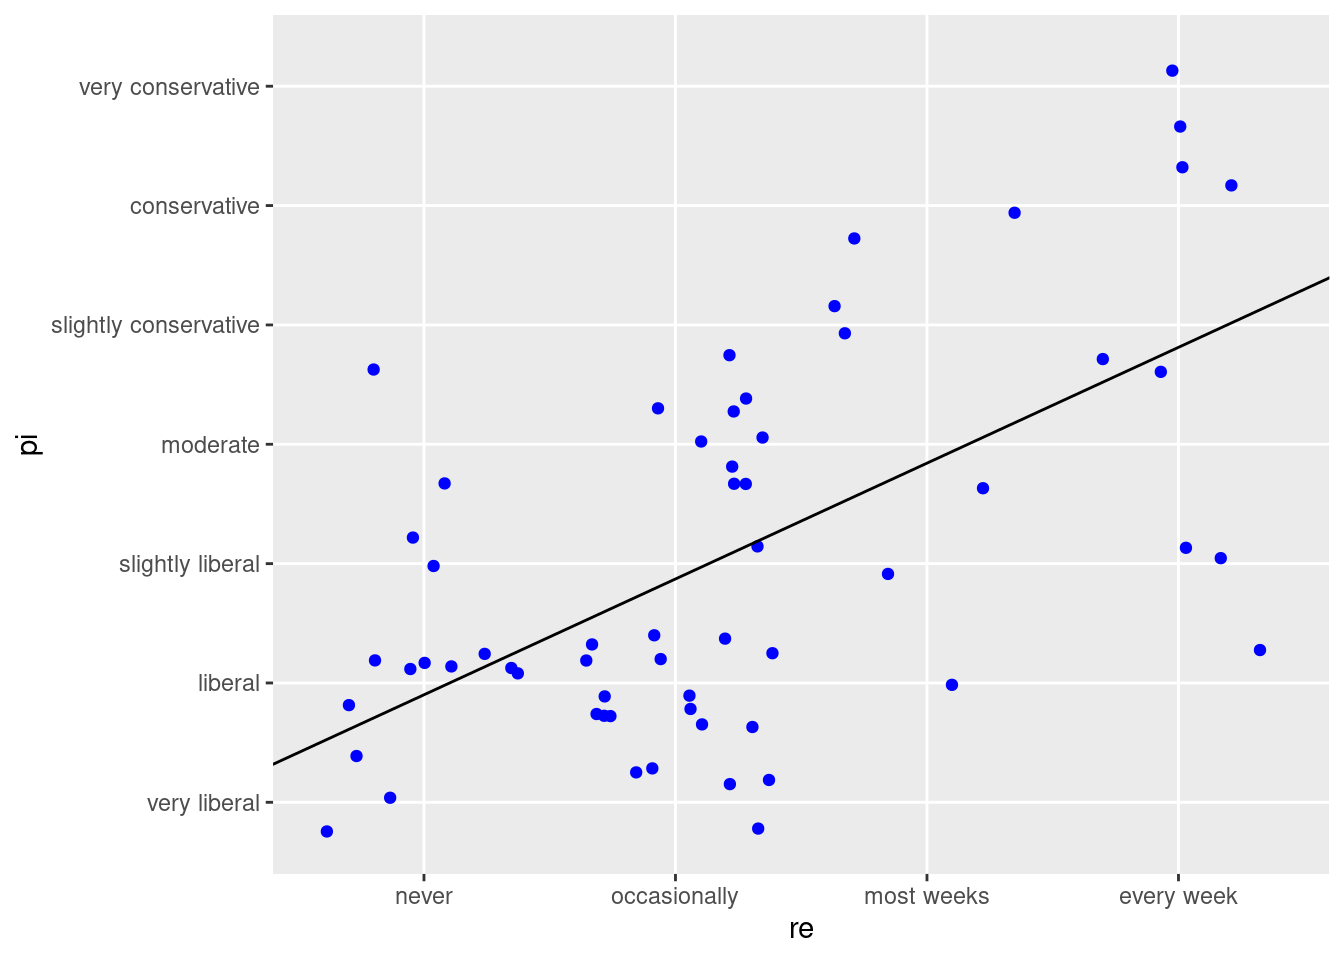 very conservative
conservative
slightly conservative
moderate
slightly liberal
liberal
very liberal
pi
never occasionally most weeks every week
re